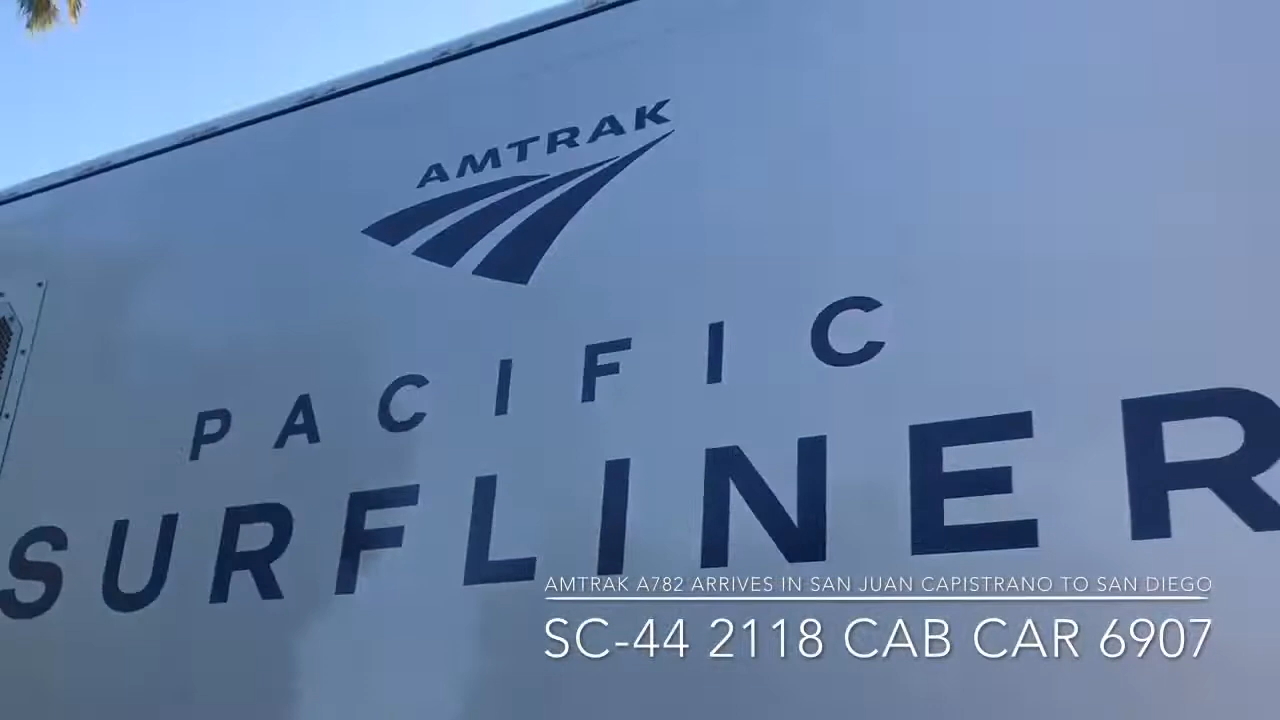 AMTRAK
PACIFIC
SURFLINER
AMTRAK A782 ARRIVES IN SAN JUAN CAPISTRANO TO SAN DIEGO
SC-44 2118 CAB CAR 6907